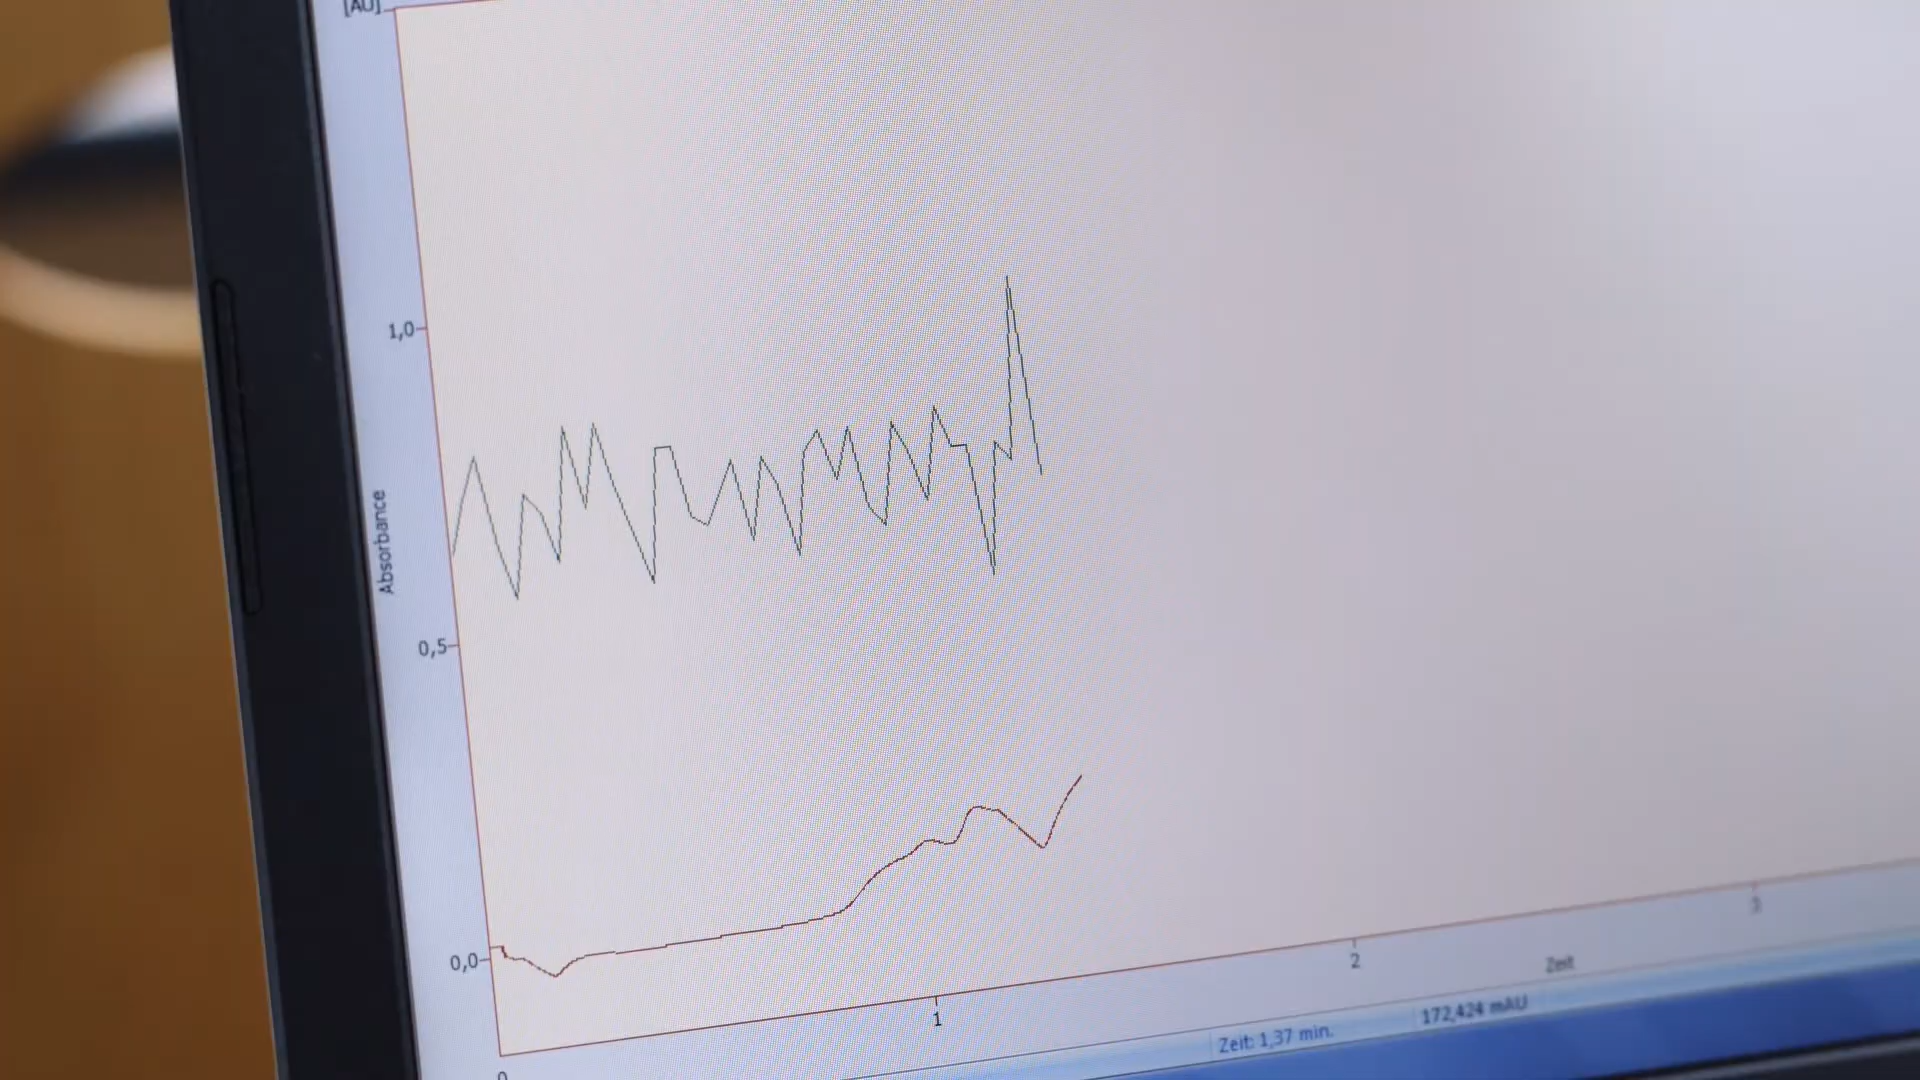 [AU]
1,0
Absorbance
0,5
0,0
0
1
2
3
Zeit
Zeit: 1,37 min.
172,424 mAU